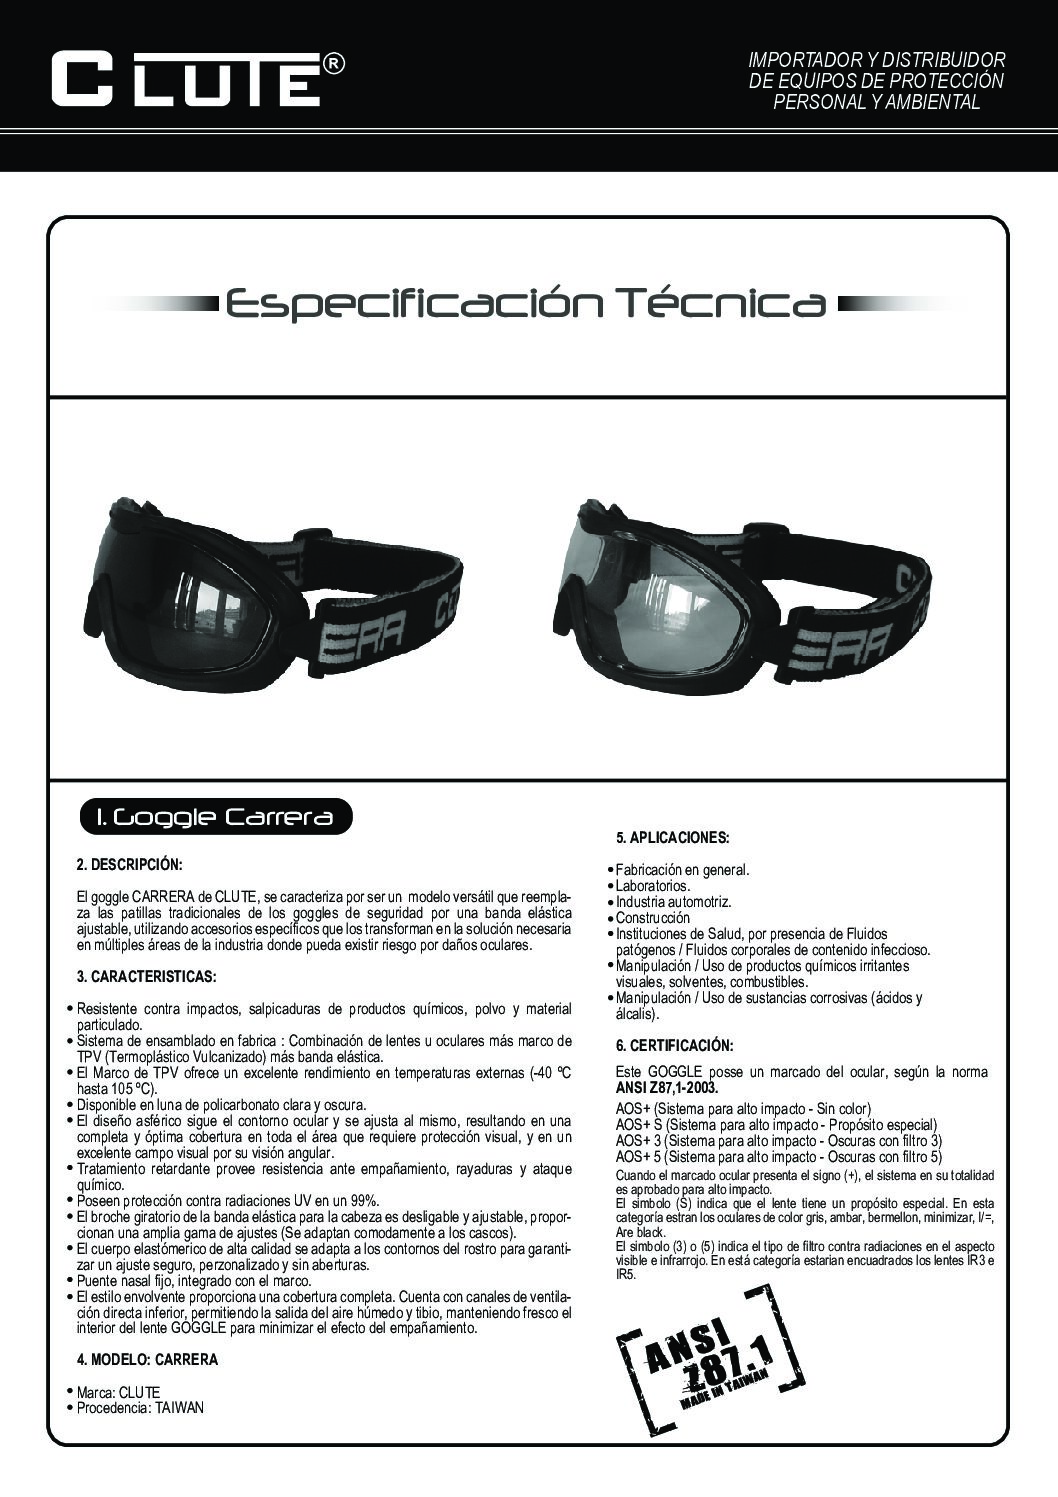 CLUTE®
IMPORTADOR Y DISTRIBUIDOR
DE EQUIPOS DE PROTECCIÓN
PERSONAL Y AMBIENTAL
Especificación Técnica
ERA
CLUTE
ERA
1. Goggle Carrera
2. DESCRIPCIÓN:
El goggle CARRERA de CLUTE, se caracteriza por ser un modelo versátil que reempla-
za las patillas tradicionales de los goggles de seguridad por una banda elástica
ajustable, utilizando accesorios específicos que los transforman en la solución necesaria
en múltiples áreas de la industria donde pueda existir riesgo por daños oculares.
3. CARACTERISTICAS:
• Resistente contra impactos, salpicaduras de productos químicos, polvo y material
particulado.
• Sistema de ensamblado en fabrica : Combinación de lentes u oculares más marco de
TPV (Termoplástico Vulcanizado) más banda elástica.
• El Marco de TPV ofrece un excelente rendimiento en temperaturas externas (-40 ºC
hasta 105 ºC).
• Disponible en luna de policarbonato clara y oscura.
• El diseño asférico sigue el contorno ocular y se ajusta al mismo, resultando en una
completa y óptima cobertura en toda el área que requiere protección visual, y en un
excelente campo visual por su visión angular.
• Tratamiento retardante provee resistencia ante empañamiento, rayaduras y ataque
químico.
• Poseen protección contra radiaciones UV en un 99%.
• El broche giratorio de la banda elástica para la cabeza es desligable y ajustable, propor-
cionan una amplia gama de ajustes (Se adaptan comodamente a los cascos).
• El cuerpo elastómerico de alta calidad se adapta a los contornos del rostro para garanti-
zar un ajuste seguro, perzonalizado y sin aberturas.
• Puente nasal fijo, integrado con el marco.
• El estilo envolvente proporciona una cobertura completa. Cuenta con canales de ventila-
ción directa inferior, permitiendo la salida del aire húmedo y tibio, manteniendo fresco el
interior del lente GOGGLE para minimizar el efecto del empañamiento.
4. MODELO: CARRERA
• Marca: CLUTE
• Procedencia: TAIWAN
5. APLICACIONES:
• Fabricación en general.
• Laboratorios.
• Industria automotriz.
• Construcción
• Instituciones de Salud, por presencia de Fluidos
patógenos / Fluidos corporales de contenido infeccioso.
• Manipulación / Uso de productos químicos irritantes
visuales, solventes, combustibles.
• Manipulación / Uso de sustancias corrosivas (ácidos y
álcalis).
6. CERTIFICACIÓN:
Este GOGGLE posse un marcado del ocular, según la norma
ANSI Z87,1-2003.
AOS+ (Sistema para alto impacto - Sin color)
AOS+ S (Sistema para alto impacto - Propósito especial)
AOS+ 3 (Sistema para alto impacto - Oscuras con filtro 3)
AOS+ 5 (Sistema para alto impacto - Oscuras con filtro 5)
Cuando el marcado ocular presenta el signo (+), el sistema en su totalidad
es aprobado para alto impacto.
El simbolo (S) indica que el lente tiene un propósito especial. En esta
categoría estran los oculares de color gris, ambar, bermellon, minimizar, I/=,
Are black.
El simbolo (3) o (5) indica el tipo de filtro contra radiaciones en el aspecto
visible e infrarrojo. En está categoría estarian encuadrados los lentes IR3 e
IR5.
ANSI
Z87.1
MADE IN TAIWAN